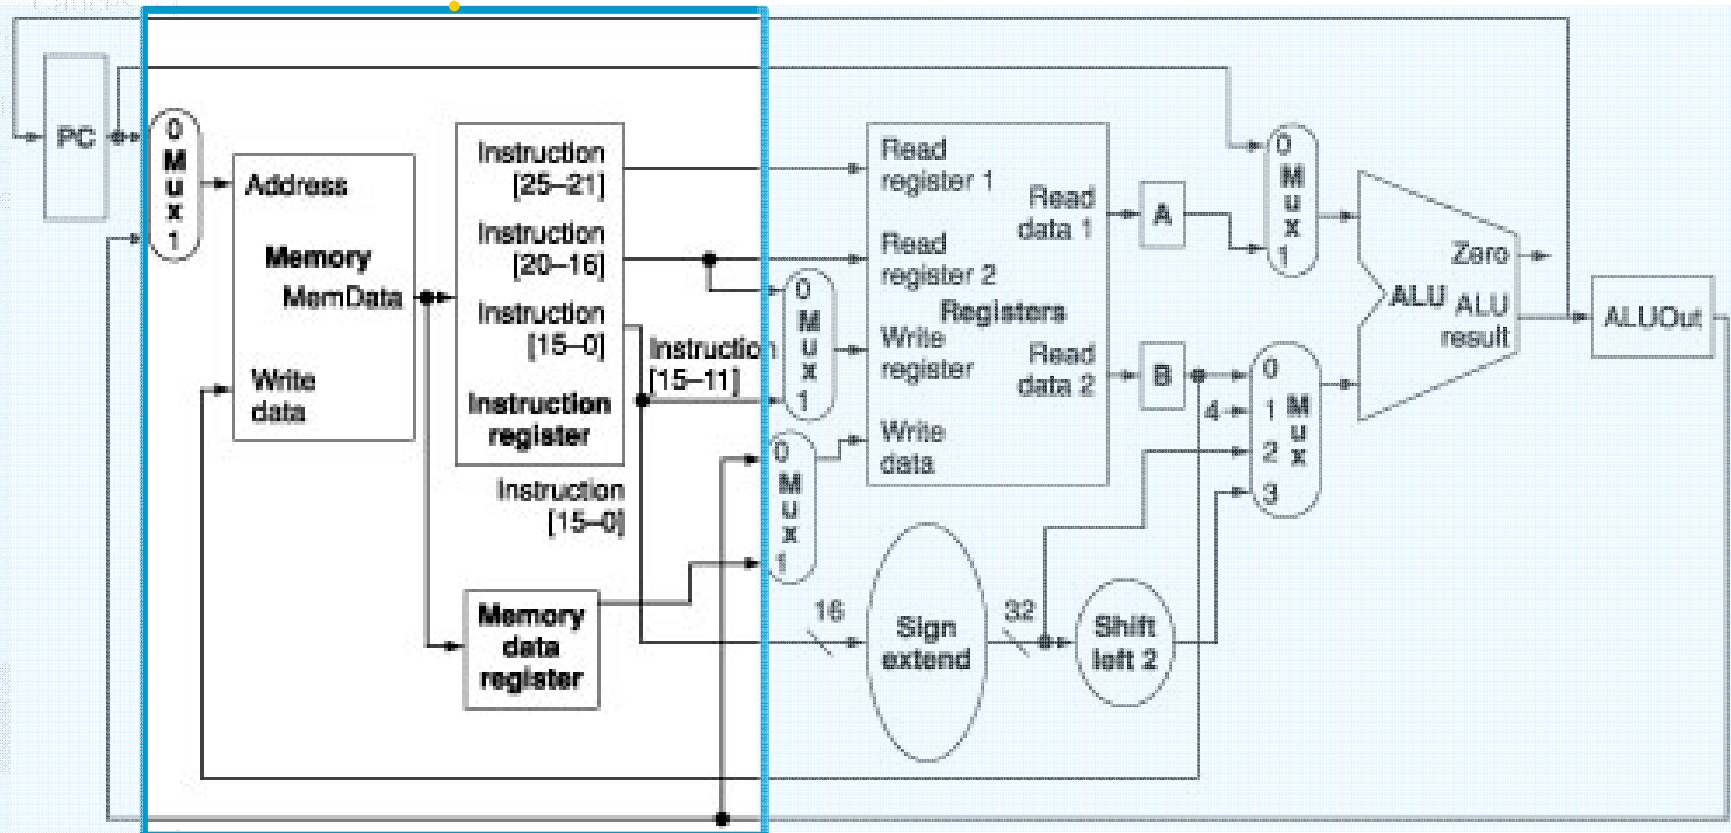 PC
0
M
u
x
1
Address
Memory
MemData
Write
data
Instruction
[25–21]
Instruction
[20–16]
Instruction
[15–0]
Instruction
register
Instruction
[15–0]
Memory
data
register
Instruction
[15–11]
0
M
u
x
1
0
M
u
x
1
16
Read
register 1
Read
register 2
Registers
Write
register
Write
data
Read
data 1
Read
data 2
Sign
extend
32
Shift
left 2
A
B
4
0
M
u
x
1
0
1
2
3
M
u
x
Zero
ALU
ALU
result
ALUOut